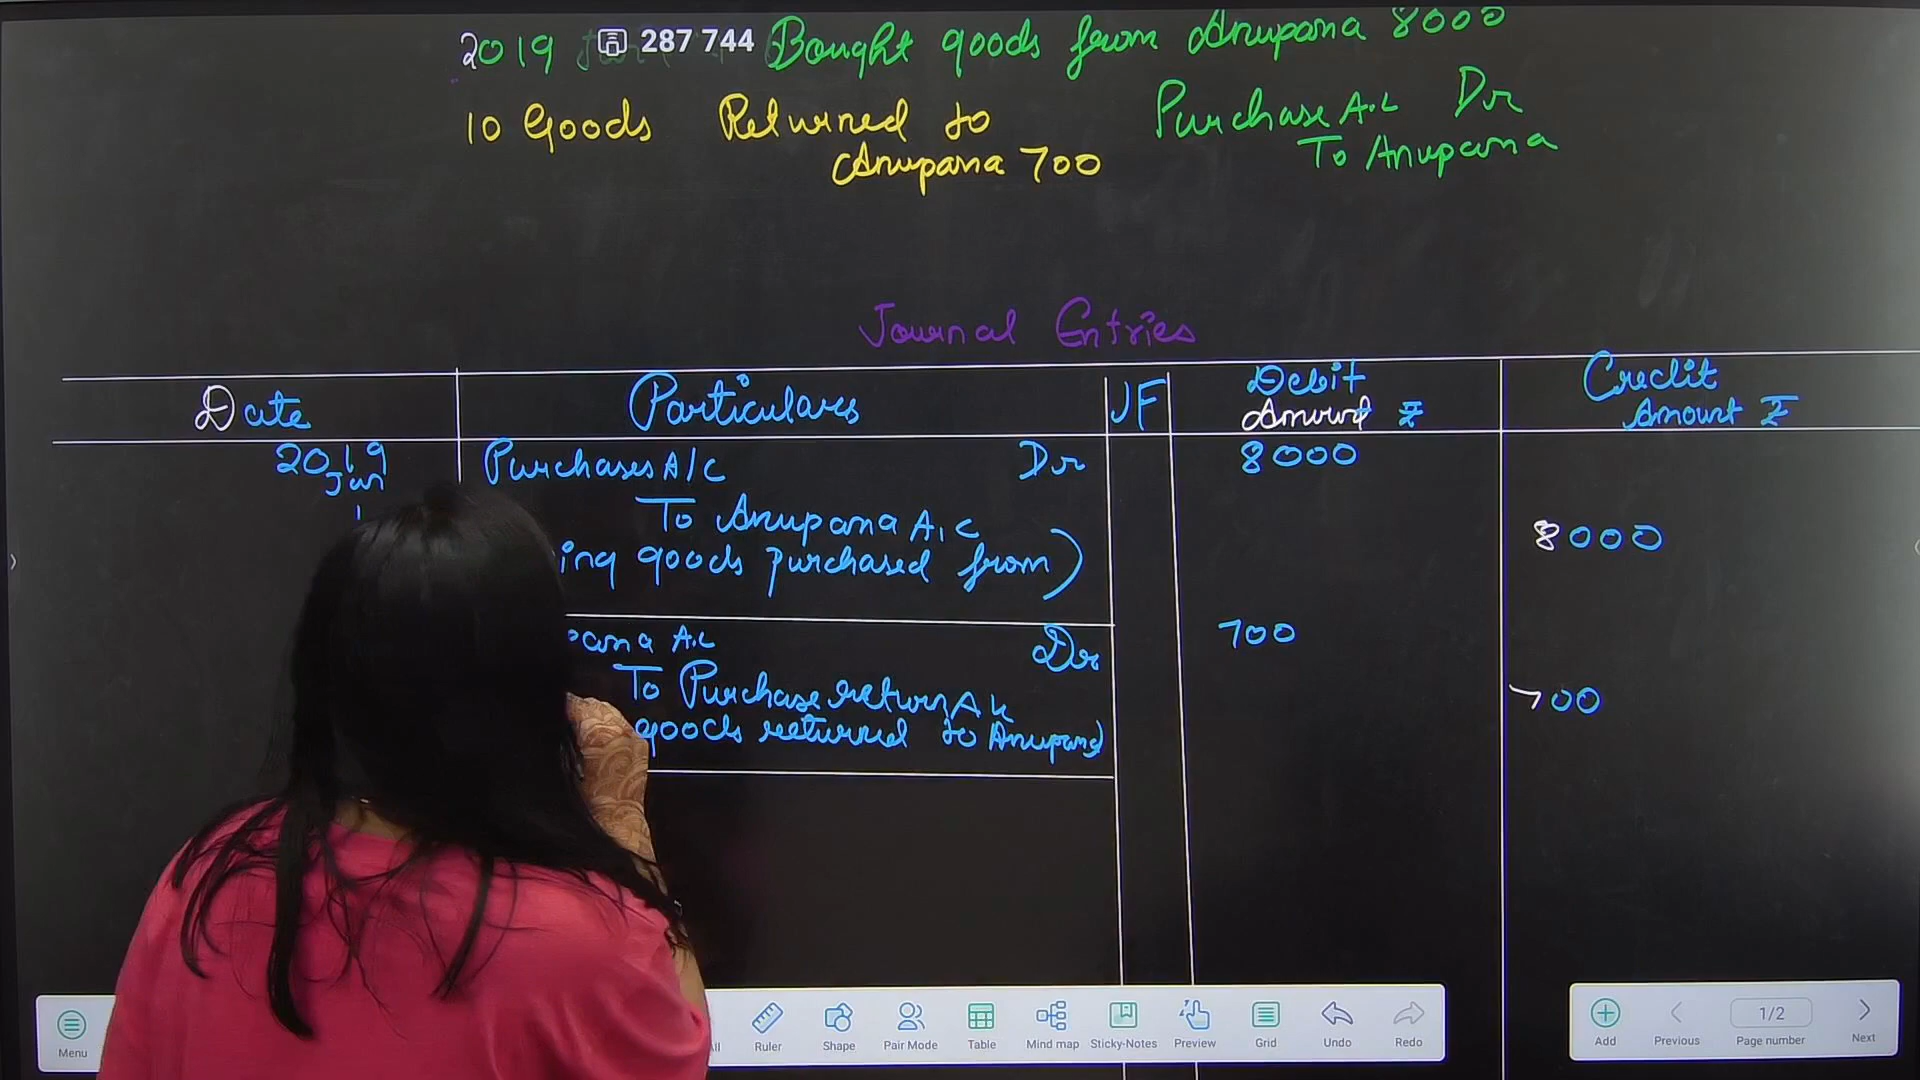 2019 287 744 Bought goods from Anupama 8000
10 Goods Returned to
Anupama 700
Purchase A.C Dr
To Anupama
Journal Entries
Date Particulars JF Debit Amount ₹ Credit Amount ₹
2019 Purchases A/C Dr 8000
Jan
1 To Anupama A.C 8000
ing goods purchased from)
pama A.C Dr 700
To Purchase return A/c 700
goods returned to Anupama)
Menu Ruler Shape Pair Mode Table Mind map Sticky-Notes Preview Grid Undo Redo
Add Previous 1/2 Page number Next